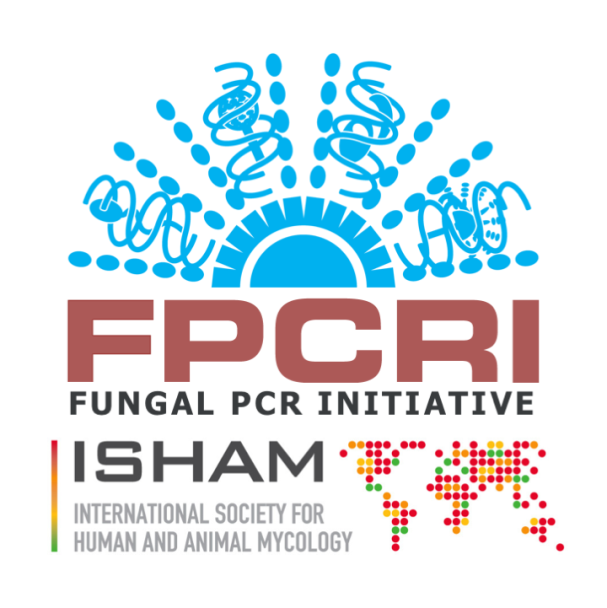 FPCRI
FUNGAL PCR INITIATIVE
ISHAM
INTERNATIONAL SOCIETY FOR
HUMAN AND ANIMAL MYCOLOGY